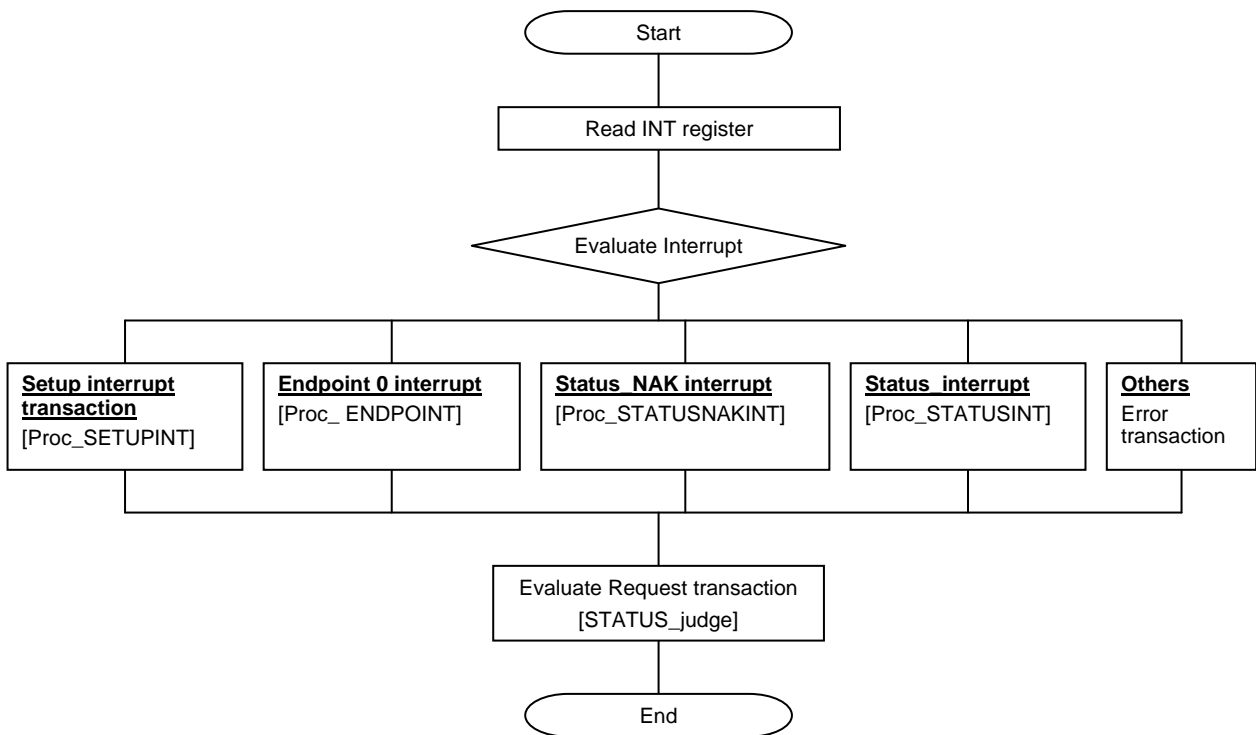 Start
Read INT register
Evaluate Interrupt
Setup interrupt
transaction
[Proc_SETUPINT]
Endpoint 0 interrupt
[Proc_ ENDPOINT]
Status_NAK interrupt
[Proc_STATUSNAKINT]
Status_interrupt
[Proc_STATUSINT]
Others
Error
transaction
Evaluate Request transaction
[STATUS_judge]
End